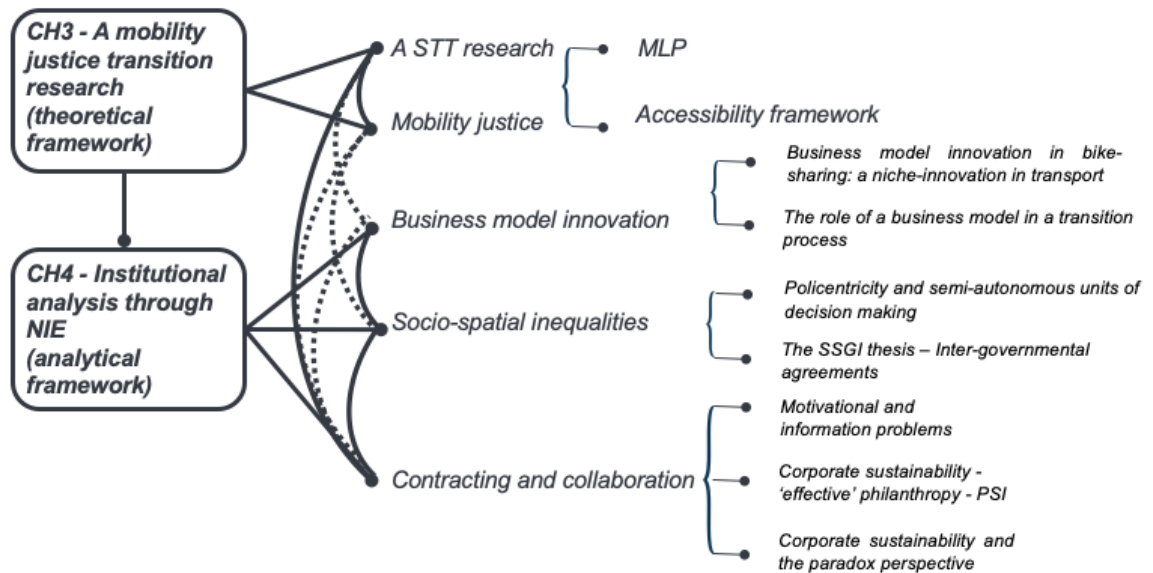 CH3 - A mobility
justice transition
research
(theoretical
framework)
CH4 - Institutional
analysis through
NIE
(analytical
framework)
A STT research
Mobility justice
Business model innovation
Socio-spatial inequalities
Contracting and collaboration
MLP
Accessibility framework
Business model innovation in bike-
sharing: a niche-innovation in transport
The role of a business model in a transition
process
Policentricity and semi-autonomous units of
decision making
The SSGI thesis – Inter-governmental
agreements
Motivational and
information problems
Corporate sustainability -
‘effective’ philanthropy - PSI
Corporate sustainability and
the paradox perspective